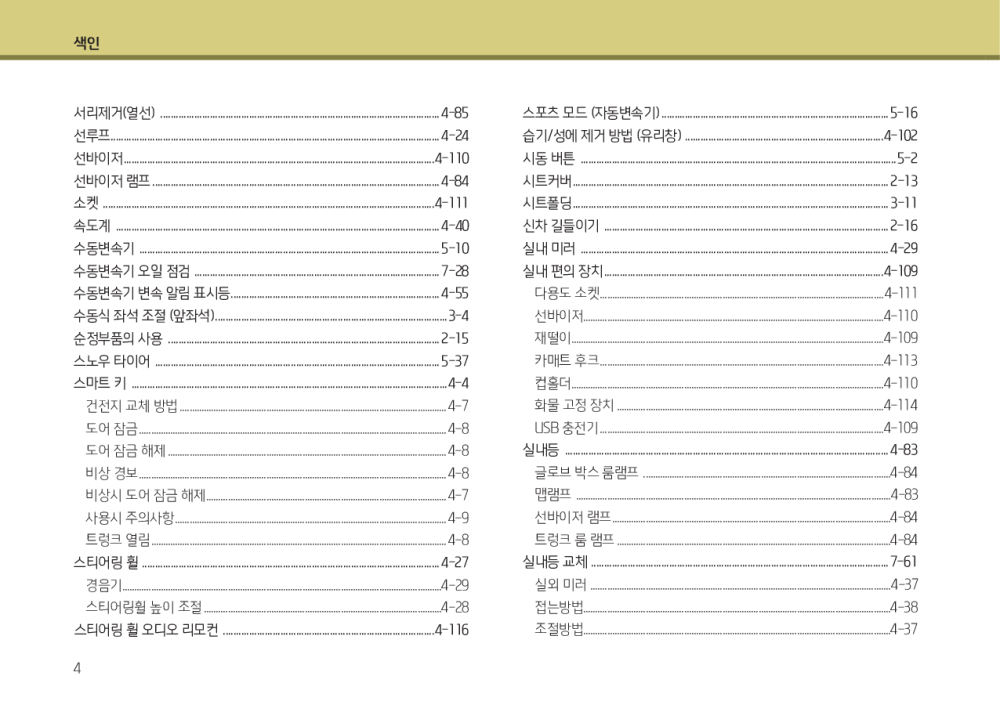 색인
서리제거(열선) 4-85
선루프 4-24
선바이저 4-110
선바이저 램프 4-84
소켓 4-111
속도계 4-40
수동변속기 5-10
수동변속기 오일 점검 7-28
수동변속기 변속 알림 표시등 4-55
수동식 좌석 조절 (앞좌석) 3-4
순정부품의 사용 2-15
스노우 타이어 5-37
스마트 키 4-4
건전지 교체 방법 4-7
도어 잠금 4-8
도어 잠금 해제 4-8
비상 경보 4-8
비상시 도어 잠금 해제 4-7
사용시 주의사항 4-9
트렁크 열림 4-8
스티어링 휠 4-27
경음기 4-29
스티어링휠 높이 조절 4-28
스티어링 휠 오디오 리모컨 4-116
스포츠 모드 (자동변속기) 5-16
습기/성에 제거 방법 (유리창) 4-102
시동 버튼 5-2
시트커버 2-13
시트폴딩 3-11
신차 길들이기 2-16
실내 미러 4-29
실내 편의 장치 4-109
다용도 소켓 4-111
선바이저 4-110
재떨이 4-109
카매트 후크 4-113
컵홀더 4-110
화물 고정 장치 4-114
USB 충전기 4-109
실내등 4-83
글로브 박스 룸램프 4-84
맵램프 4-83
선바이저 램프 4-84
트렁크 룸 램프 4-84
실내등 교체 7-61
실외 미러 4-37
접는방법 4-38
조절방법 4-37
4